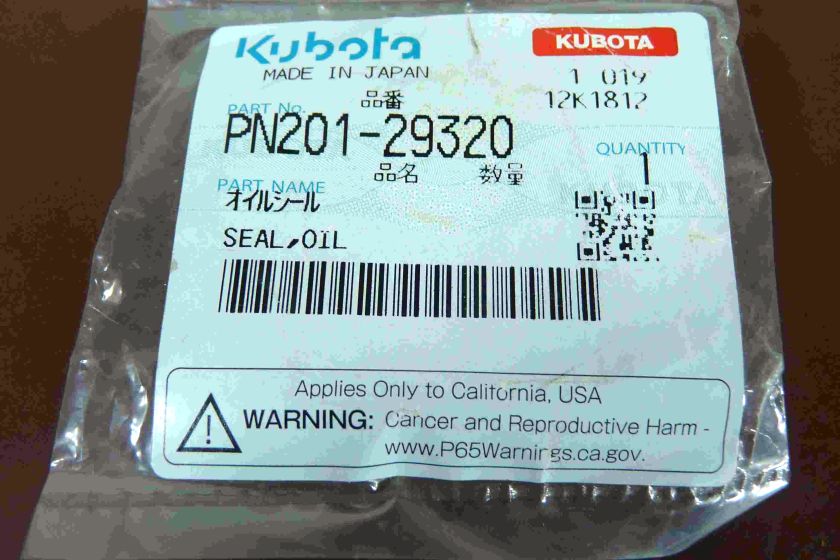 Kubota
KUBOTA
MADE IN JAPAN
1 019
品番
12K1812
PART No.
PN201-29320
QUANTITY
1
品名
数量
PART NAME
オイルシール
SEAL,OIL
Applies Only to California, USA
WARNING: Cancer and Reproductive Harm -
www.P65Warnings.ca.gov.